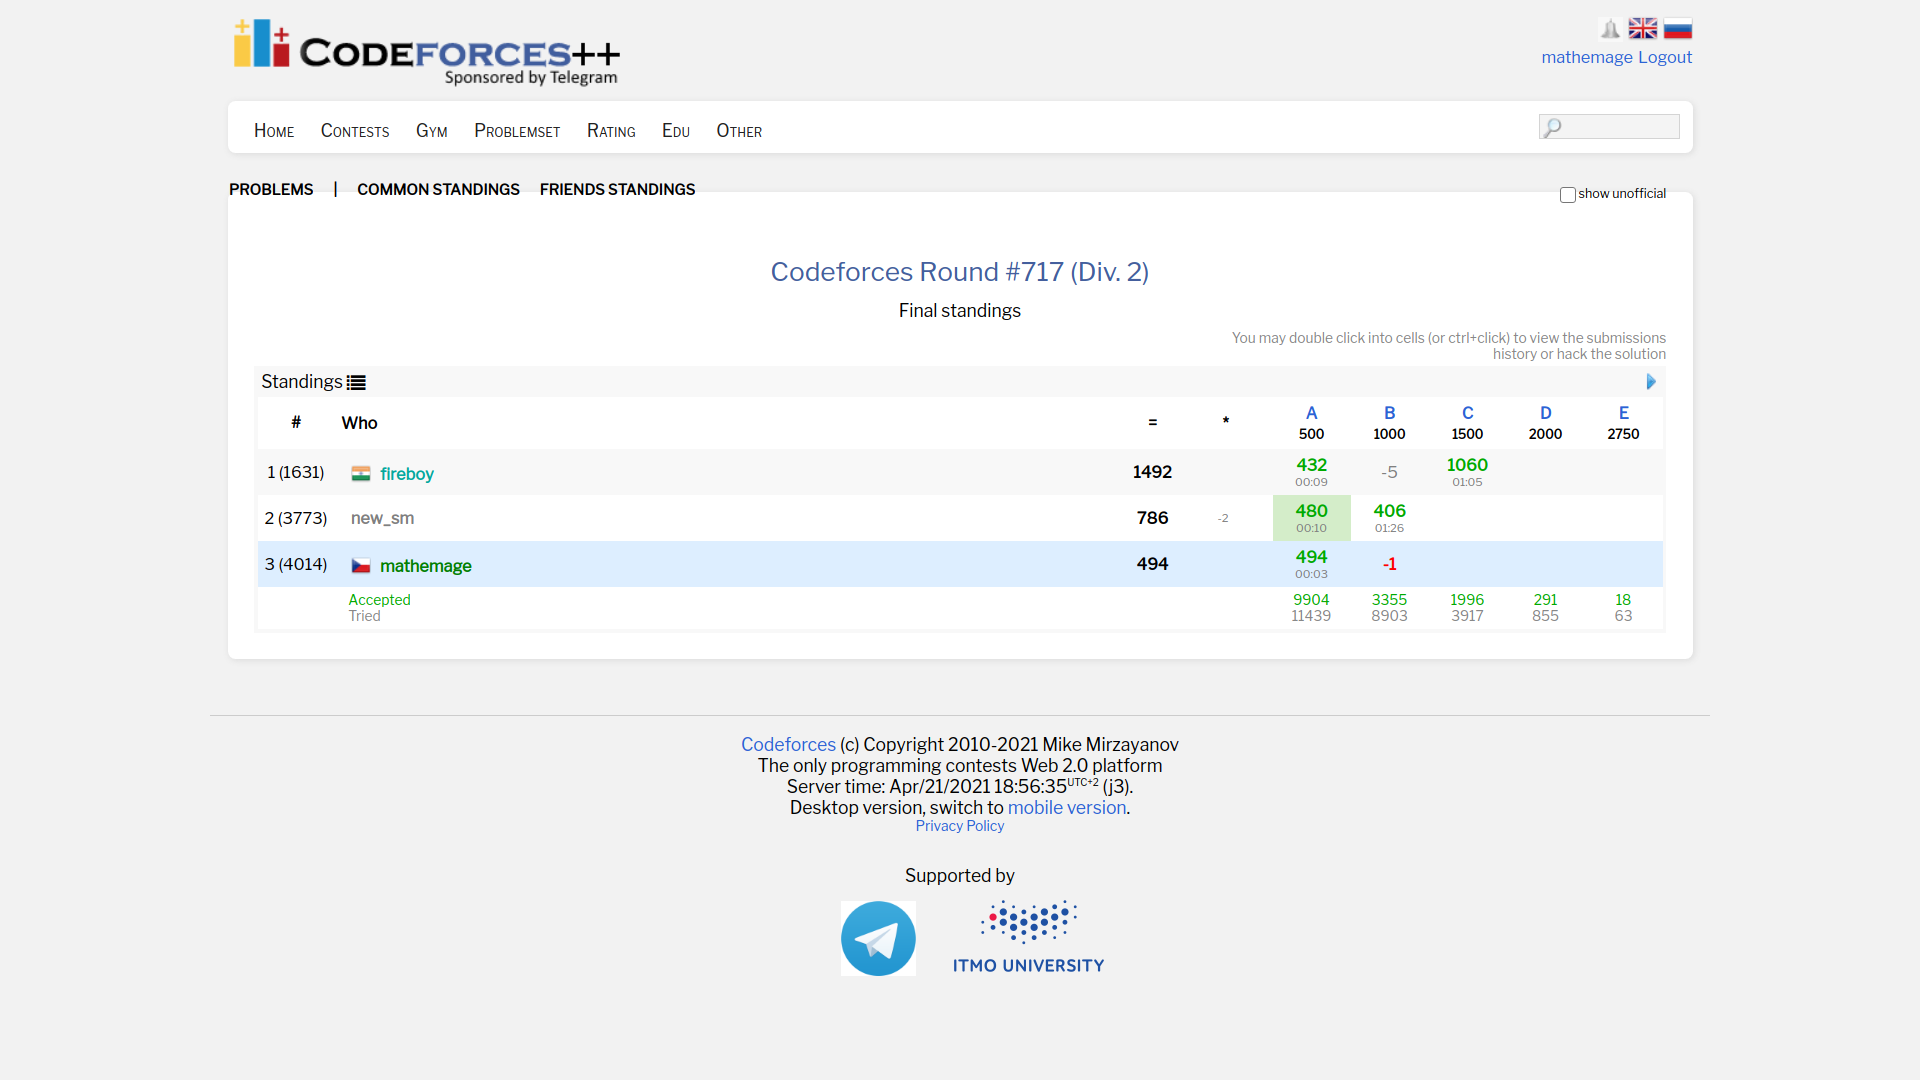 CODEFORCES++
Sponsored by Telegram
mathemage Logout
HOME CONTESTS GYM PROBLEMSET RATING EDU OTHER
PROBLEMS | COMMON STANDINGS FRIENDS STANDINGS
show unofficial
Codeforces Round #717 (Div. 2)
Final standings
You may double click into cells (or ctrl+click) to view the submissions
history or hack the solution
Standings
# Who = * A B C D E
500 1000 1500 2000 2750
1 (1631) fireboy 1492 432 -5 1060
00:09 01:05
2 (3773) new_sm 786 -2 480 406
00:10 01:26
3 (4014) mathemage 494 494 -1
00:03
Accepted 9904 3355 1996 291 18
Tried 11439 8903 3917 855 63
Codeforces (c) Copyright 2010-2021 Mike Mirzayanov
The only programming contests Web 2.0 platform
Server time: Apr/21/2021 18:56:35UTC+2 (j3).
Desktop version, switch to mobile version.
Privacy Policy
Supported by
ITMO UNIVERSITY